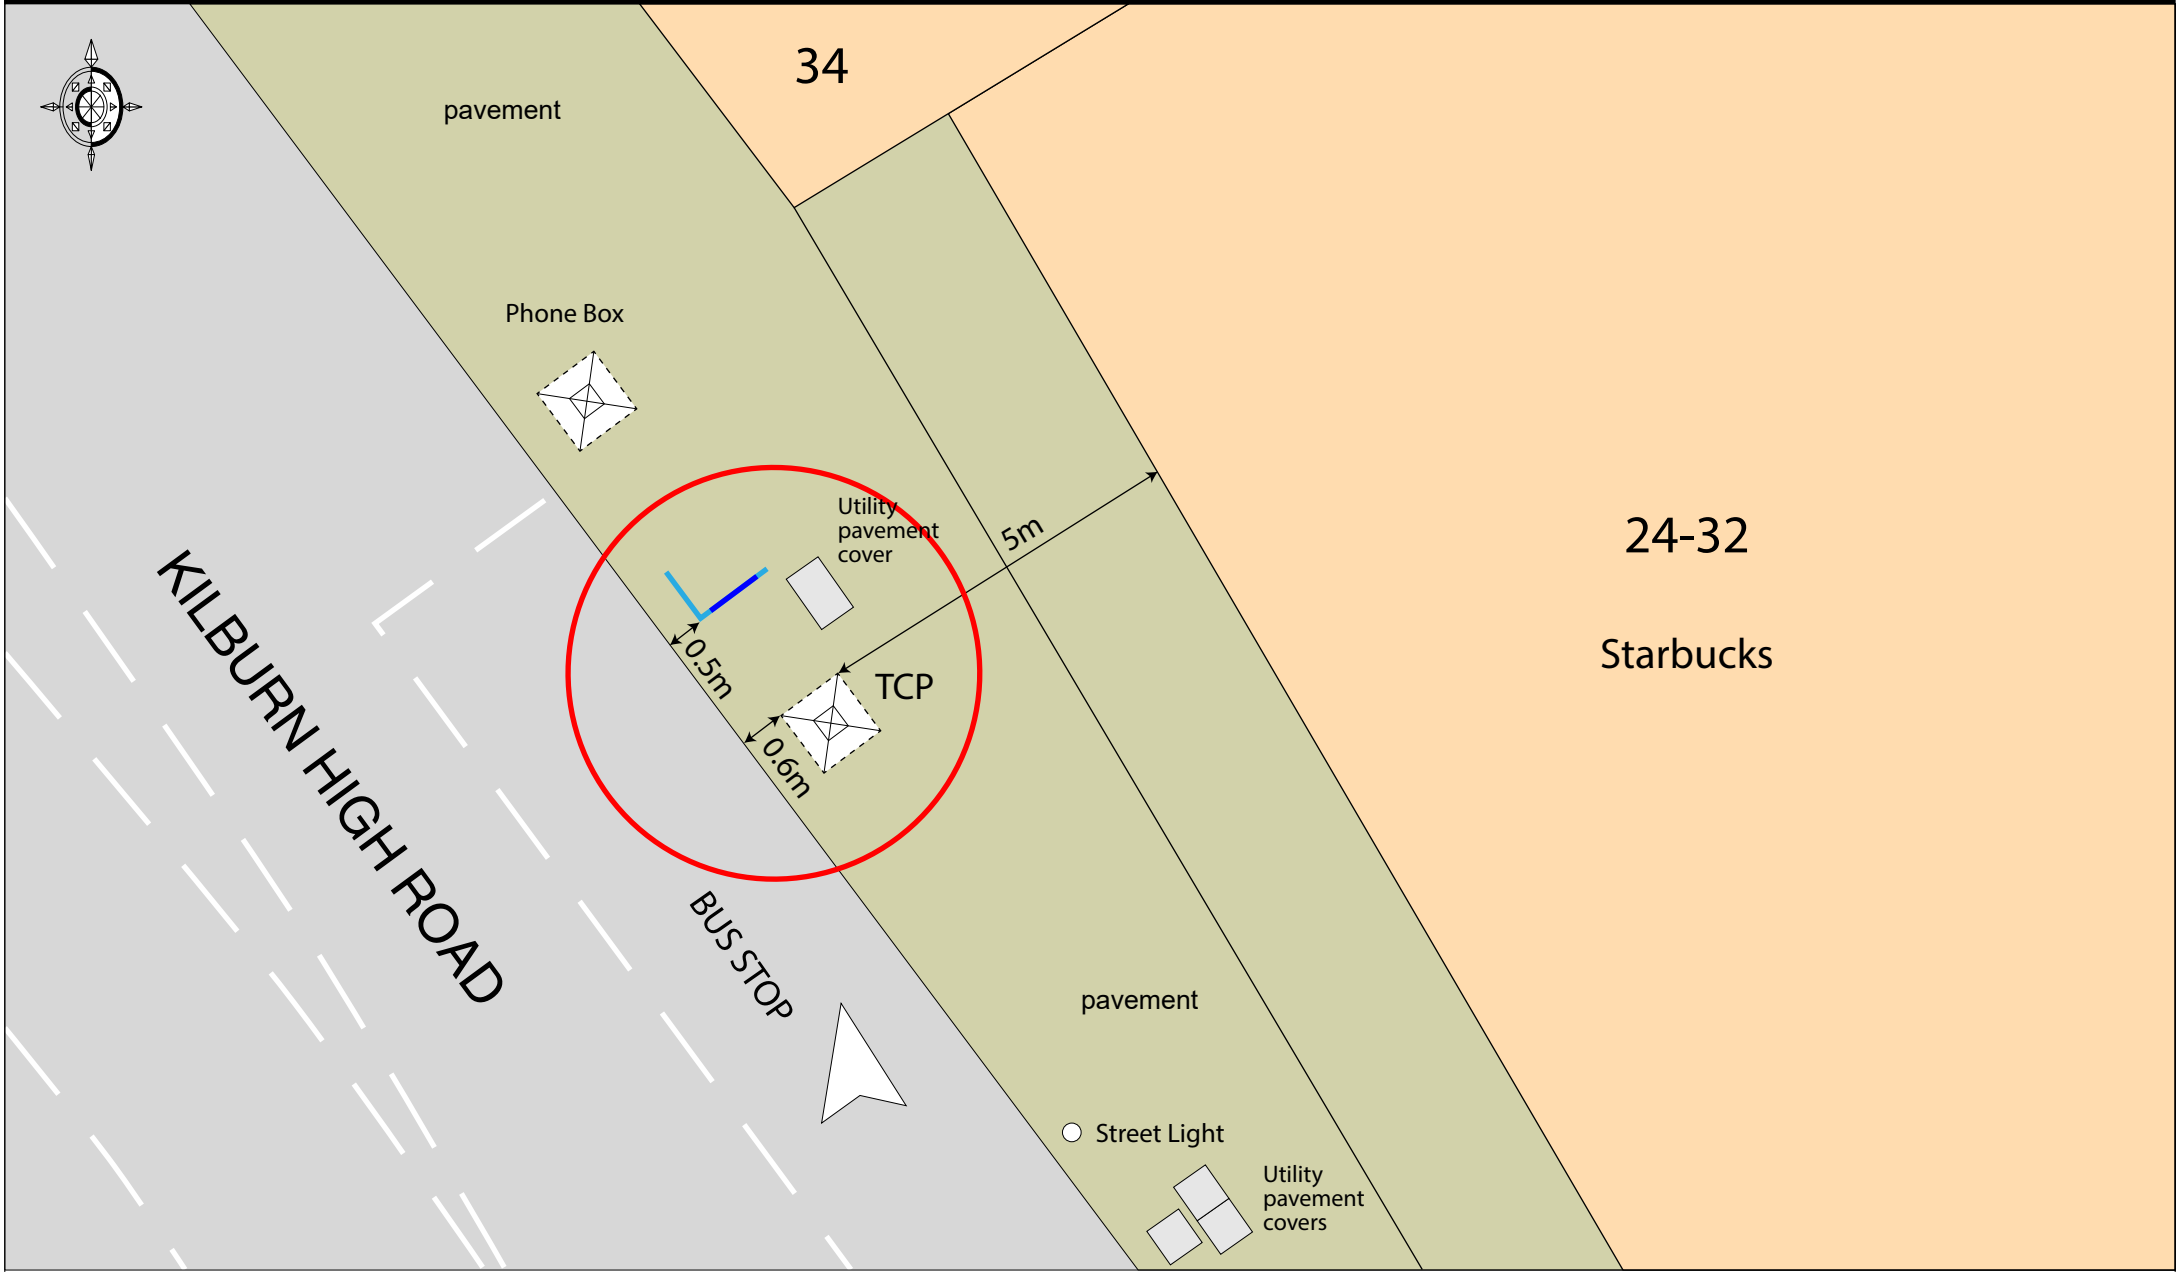 34
pavement
Phone Box
Utility
pavement
cover
5m
24-32
Starbucks
0.5m
TCP
0.6m
KILBURN HIGH ROAD
BUS STOP
pavement
Street Light
Utility
pavement
covers